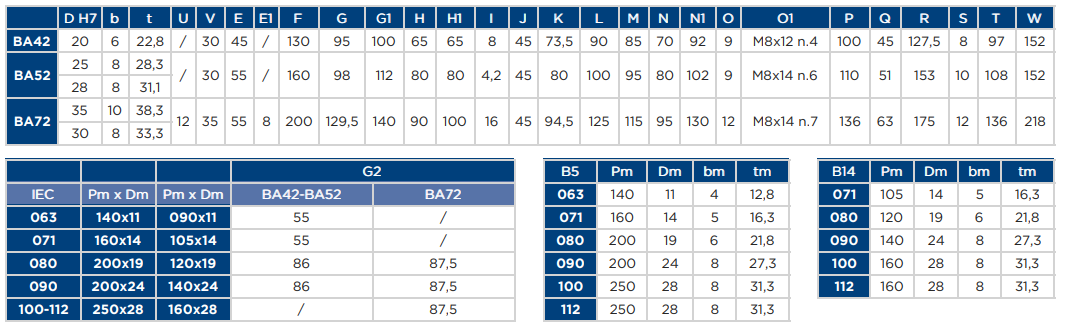 D H7 b t U V E E1 F G G1 H H1 I J K L M N N1 O O1 P Q R S T W
BA42 20 6 22,8 / 30 45 / 130 95 100 65 65 8 45 73,5 90 85 70 92 9 M8x12 n.4 100 45 127,5 8 97 152
BA52 25 8 28,3 / 30 55 / 160 98 112 80 80 4,2 45 80 100 95 80 102 9 M8x14 n.6 110 51 153 10 108 152
28 8 31,1
BA72 35 10 38,3 12 35 55 8 200 129,5 140 90 100 16 45 94,5 125 115 95 130 12 M8x14 n.7 136 63 175 12 136 218
30 8 33,3
G2
IEC Pm x Dm Pm x Dm BA42-BA52 BA72
063 140x11 090x11 55 /
071 160x14 105x14 55 /
080 200x19 120x19 86 87,5
090 200x24 140x24 86 87,5
100-112 250x28 160x28 / 87,5
B5 Pm Dm bm tm
063 140 11 4 12,8
071 160 14 5 16,3
080 200 19 6 21,8
090 200 24 8 27,3
100 250 28 8 31,3
112 250 28 8 31,3
B14 Pm Dm bm tm
071 105 14 5 16,3
080 120 19 6 21,8
090 140 24 8 27,3
100 160 28 8 31,3
112 160 28 8 31,3